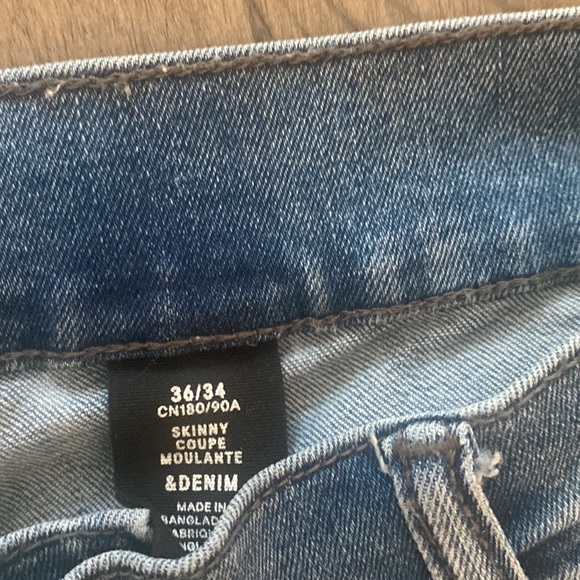 36/34
CN180/90A
SKINNY
COUPE
MOULANTE
&DENIM
MADE IN